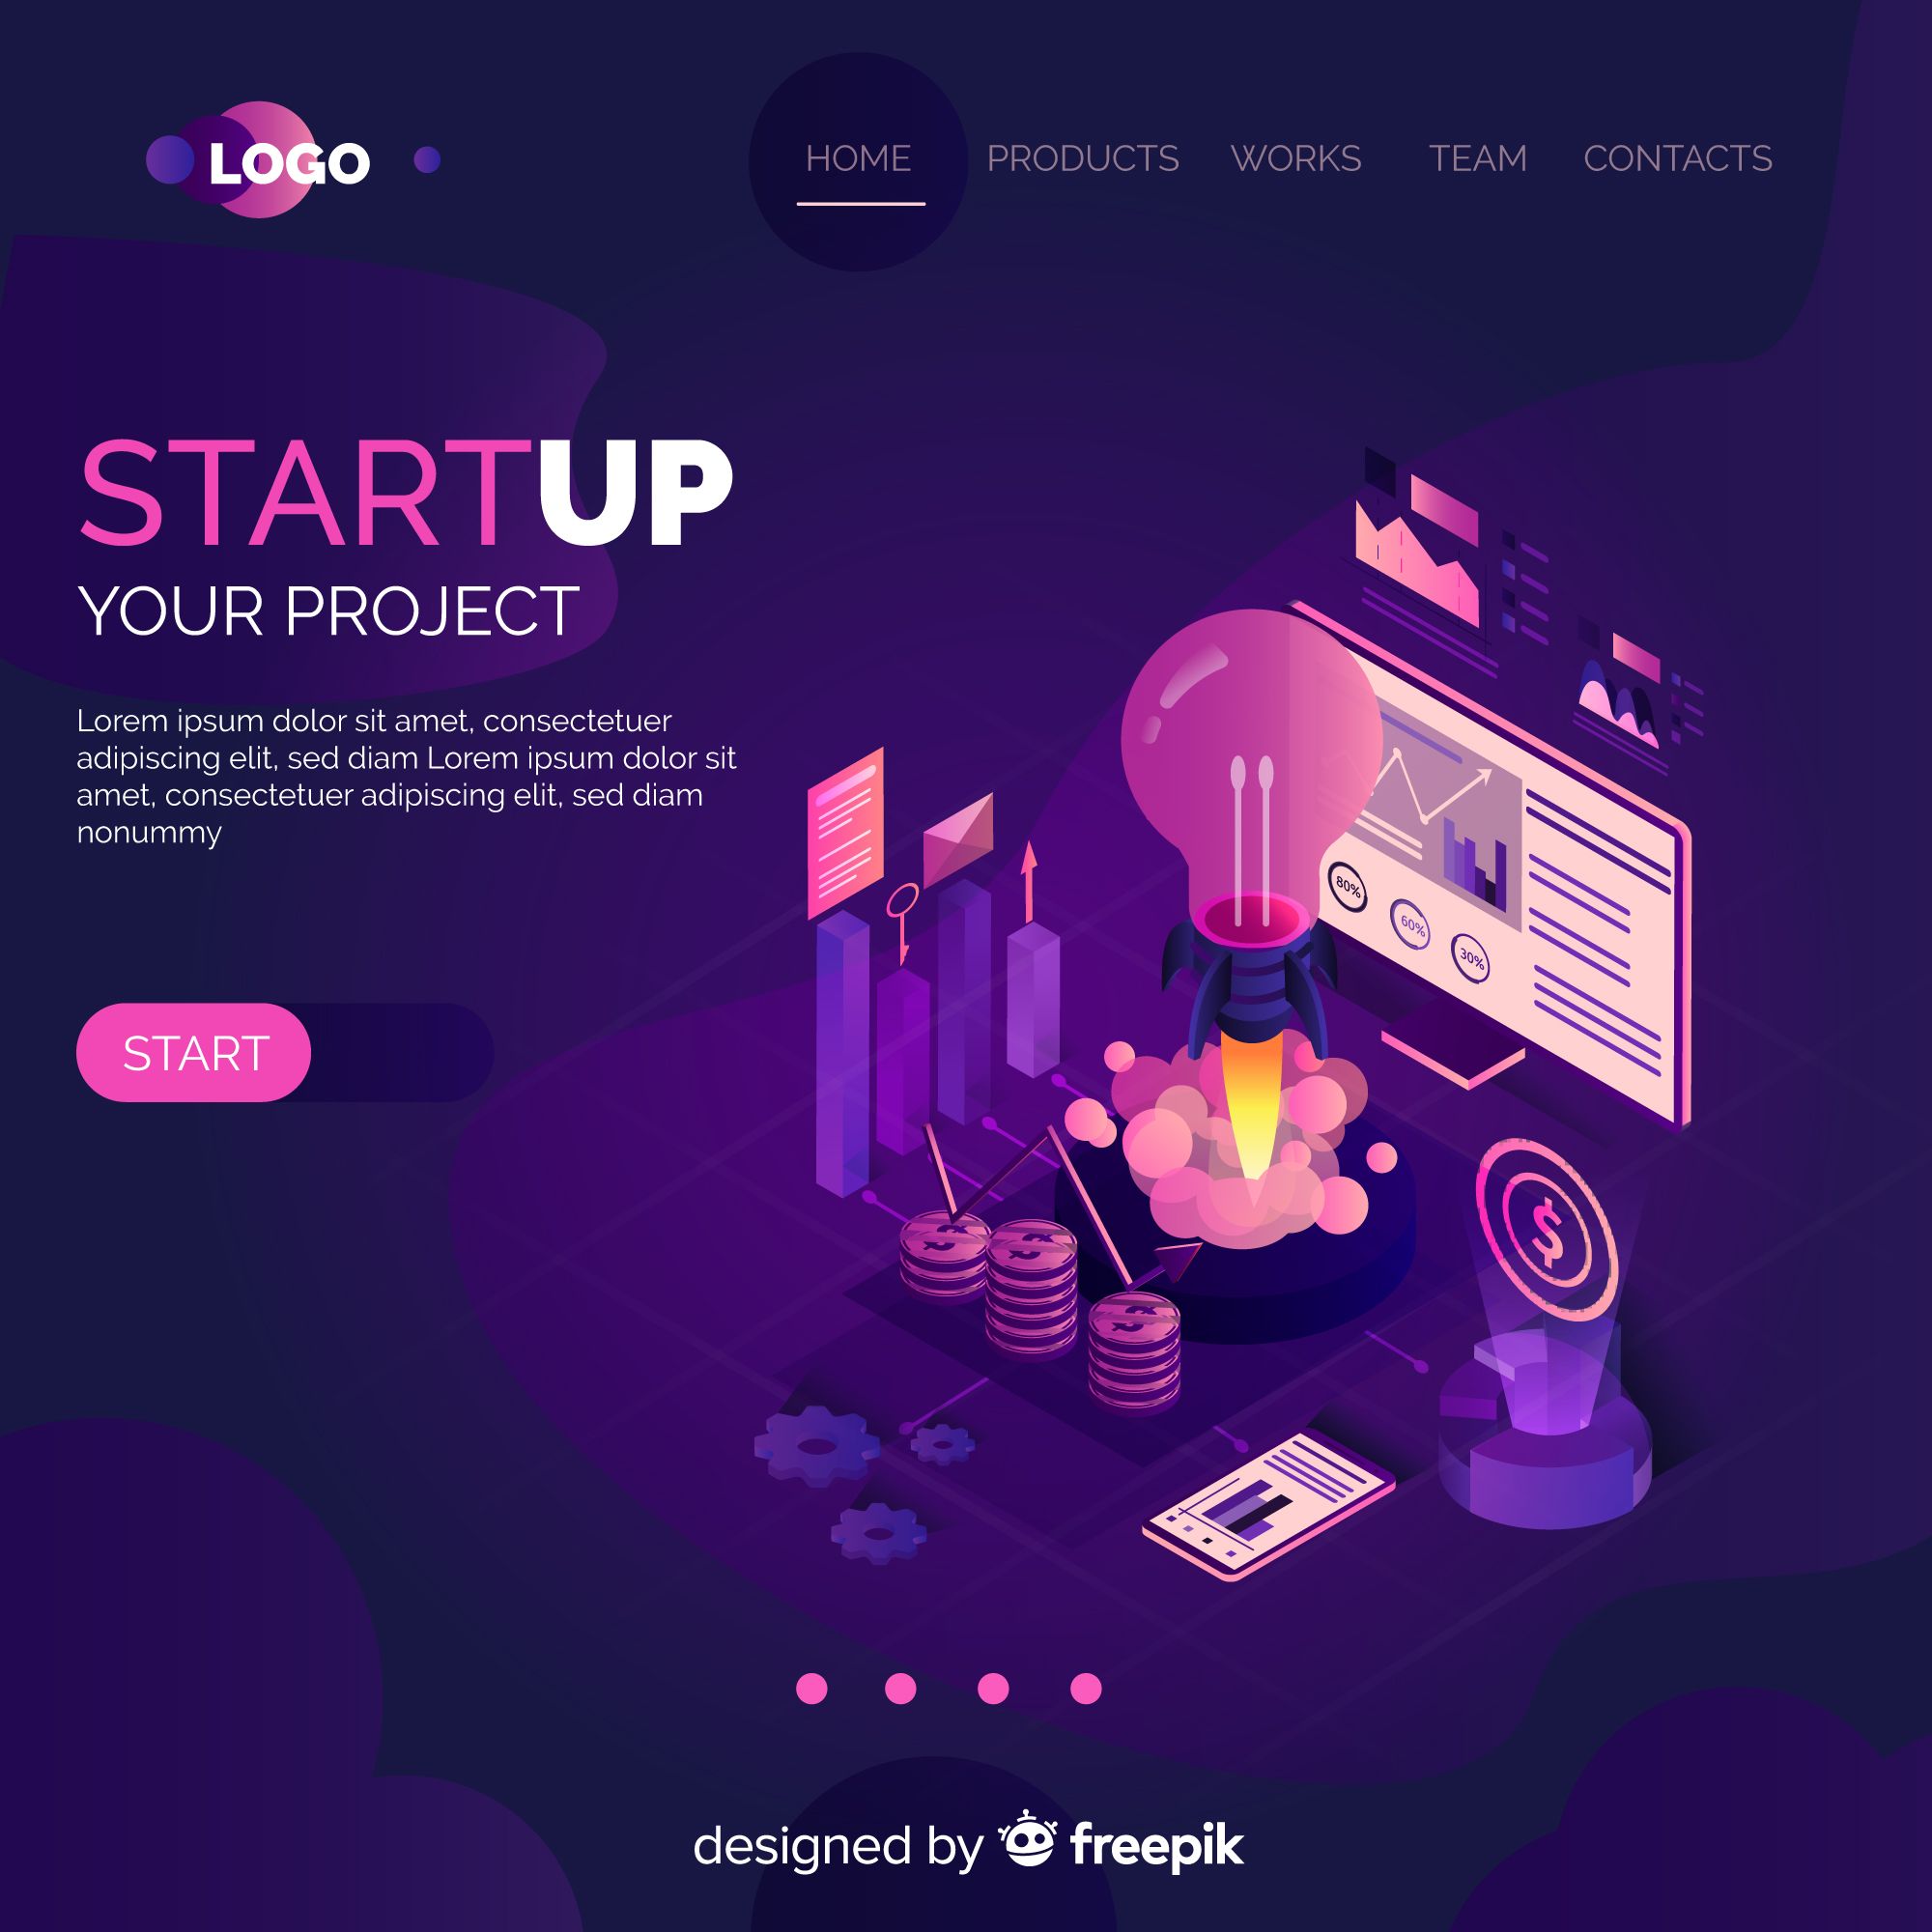 LOGO
HOME PRODUCTS WORKS TEAM CONTACTS
STARTUP
YOUR PROJECT
Lorem ipsum dolor sit amet, consectetuer
adipiscing elit, sed diam Lorem ipsum dolor sit
amet, consectetuer adipiscing elit, sed diam
nonummy
START
80%
60%
30%
$
$
$
$
designed by freepik